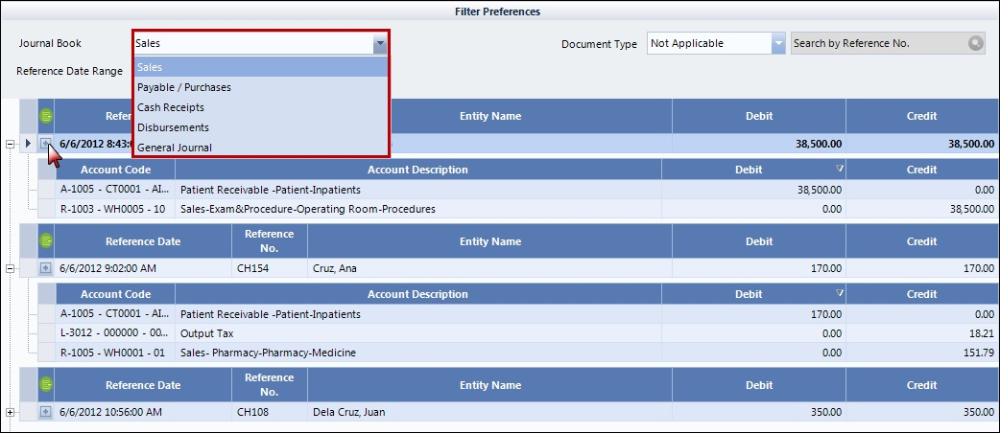 Filter Preferences
Journal Book Sales Document Type Not Applicable Search by Reference No.
Reference Date Range
Sales
Payable / Purchases
Cash Receipts
Disbursements
General Journal
Entity Name Debit Credit
6/6/2012 38,500.00 38,500.00
Account Code Account Description Debit Credit
A-1005 - CT0001 - AI... Patient Receivable -Patient-Inpatients 38,500.00 0.00
R-1003 - WH0005 - 10 Sales-Exam&Procedure-Operating Room-Procedures 0.00 38,500.00
Reference Date Reference No. Entity Name Debit Credit
6/6/2012 9:02:00 AM CH154 Cruz, Ana 170.00 170.00
Account Code Account Description Debit Credit
A-1005 - CT0001 - AI... Patient Receivable -Patient-Inpatients 170.00 0.00
L-3012 - 000000 - 00... Output Tax 0.00 18.21
R-1005 - WH0001 - 01 Sales- Pharmacy-Pharmacy-Medicine 0.00 151.79
Reference Date Reference No. Entity Name Debit Credit
6/6/2012 10:56:00 AM CH108 Dela Cruz, Juan 350.00 350.00